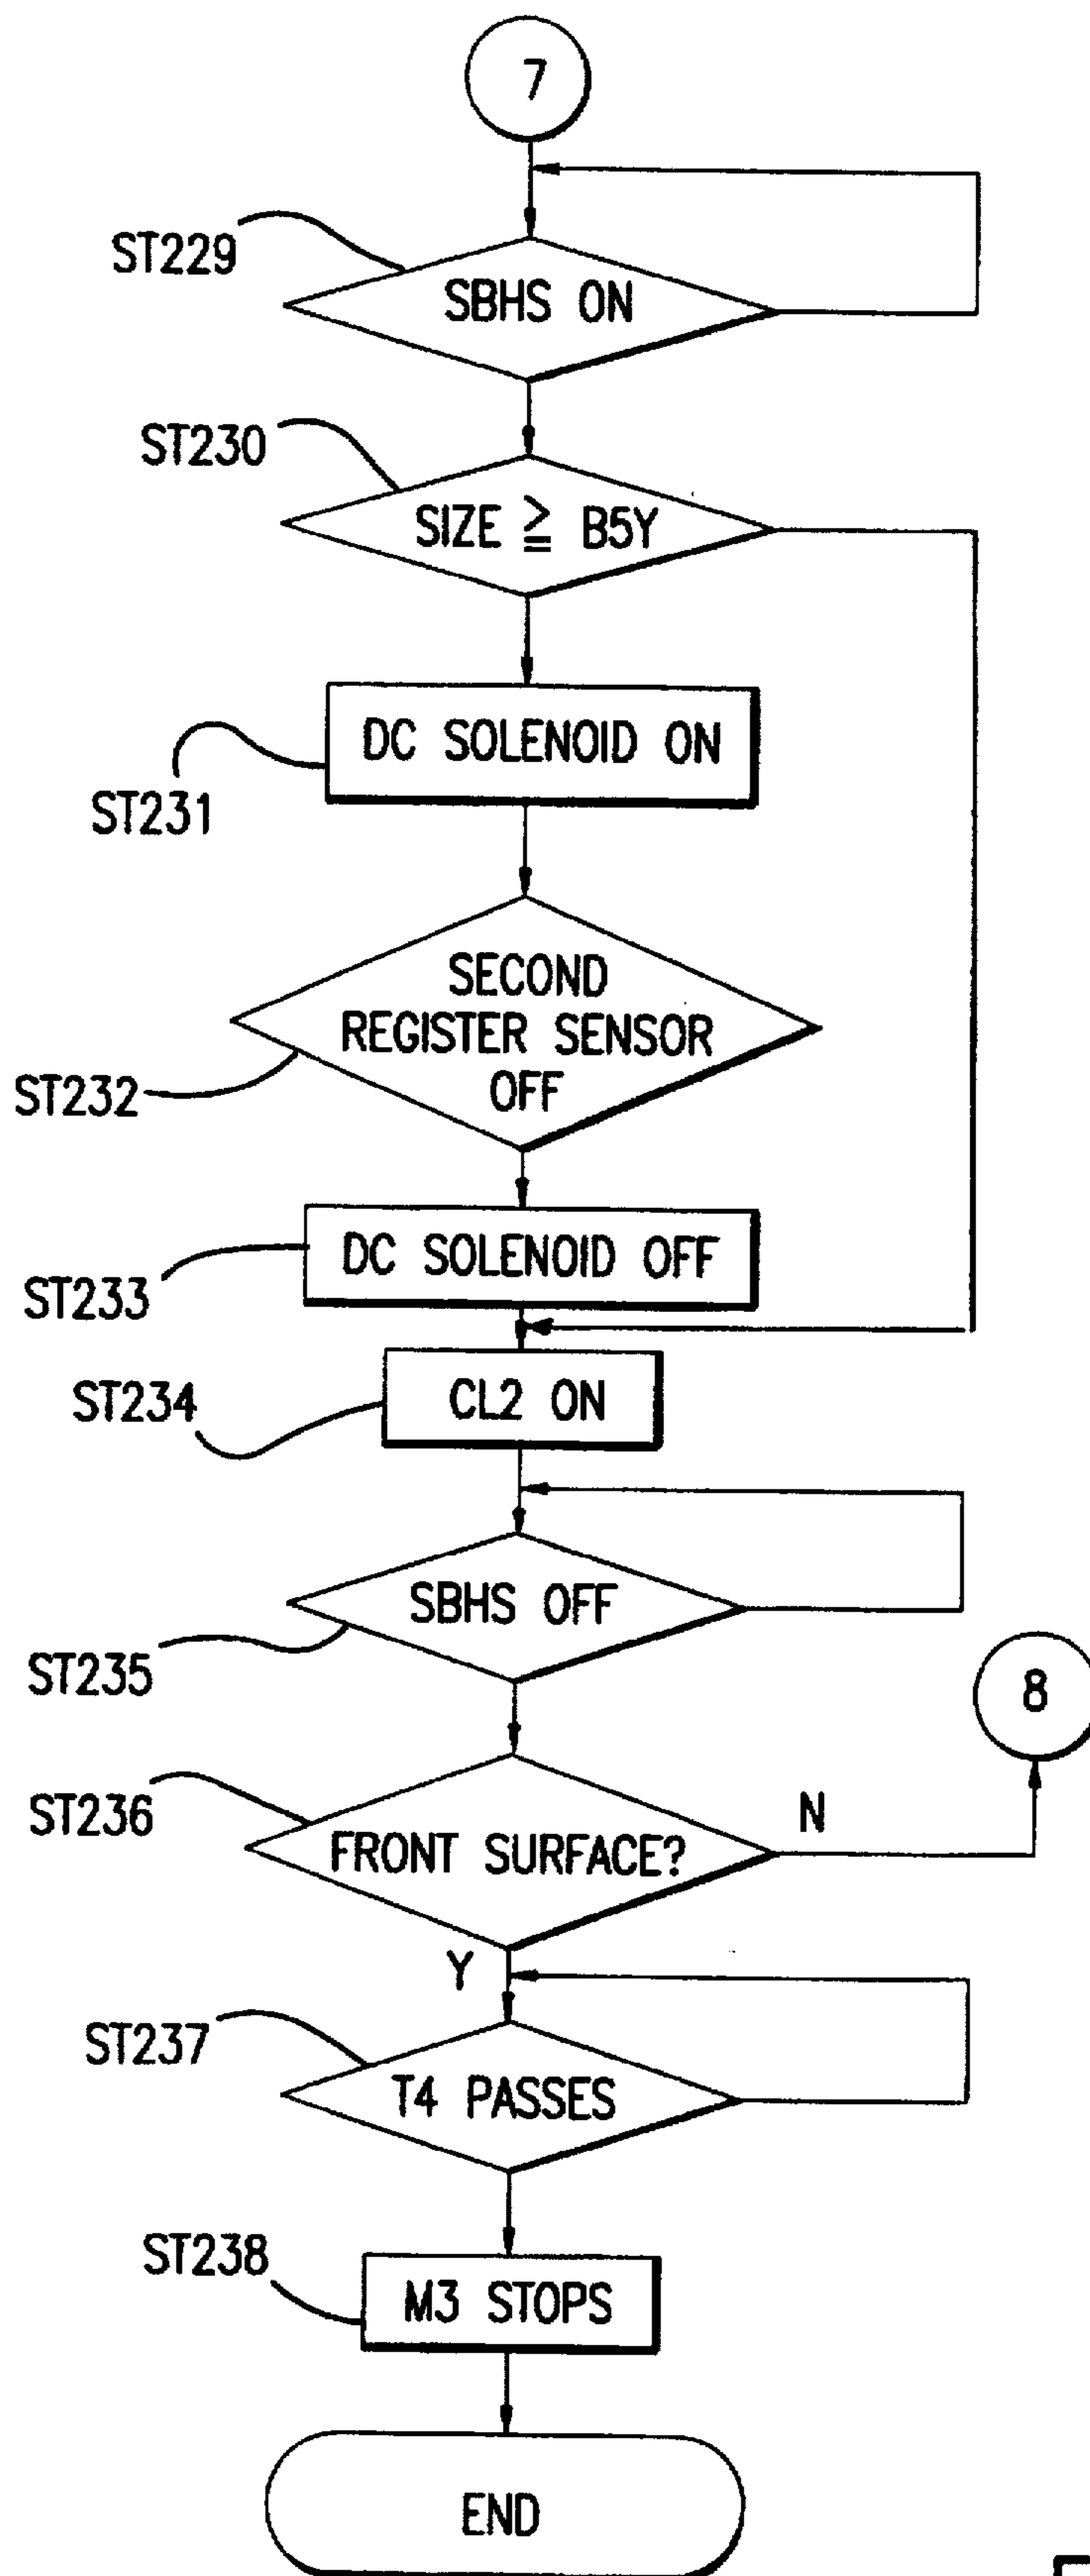 7
ST229
SBHS ON
ST230
SIZE ≧ B5Y
DC SOLENOID ON
ST231
SECOND
REGISTER SENSOR
OFF
ST232
DC SOLENOID OFF
ST233
CL2 ON
ST234
SBHS OFF
ST235
8
ST236
N
FRONT SURFACE?
Y
ST237
T4 PASSES
ST238
M3 STOPS
END